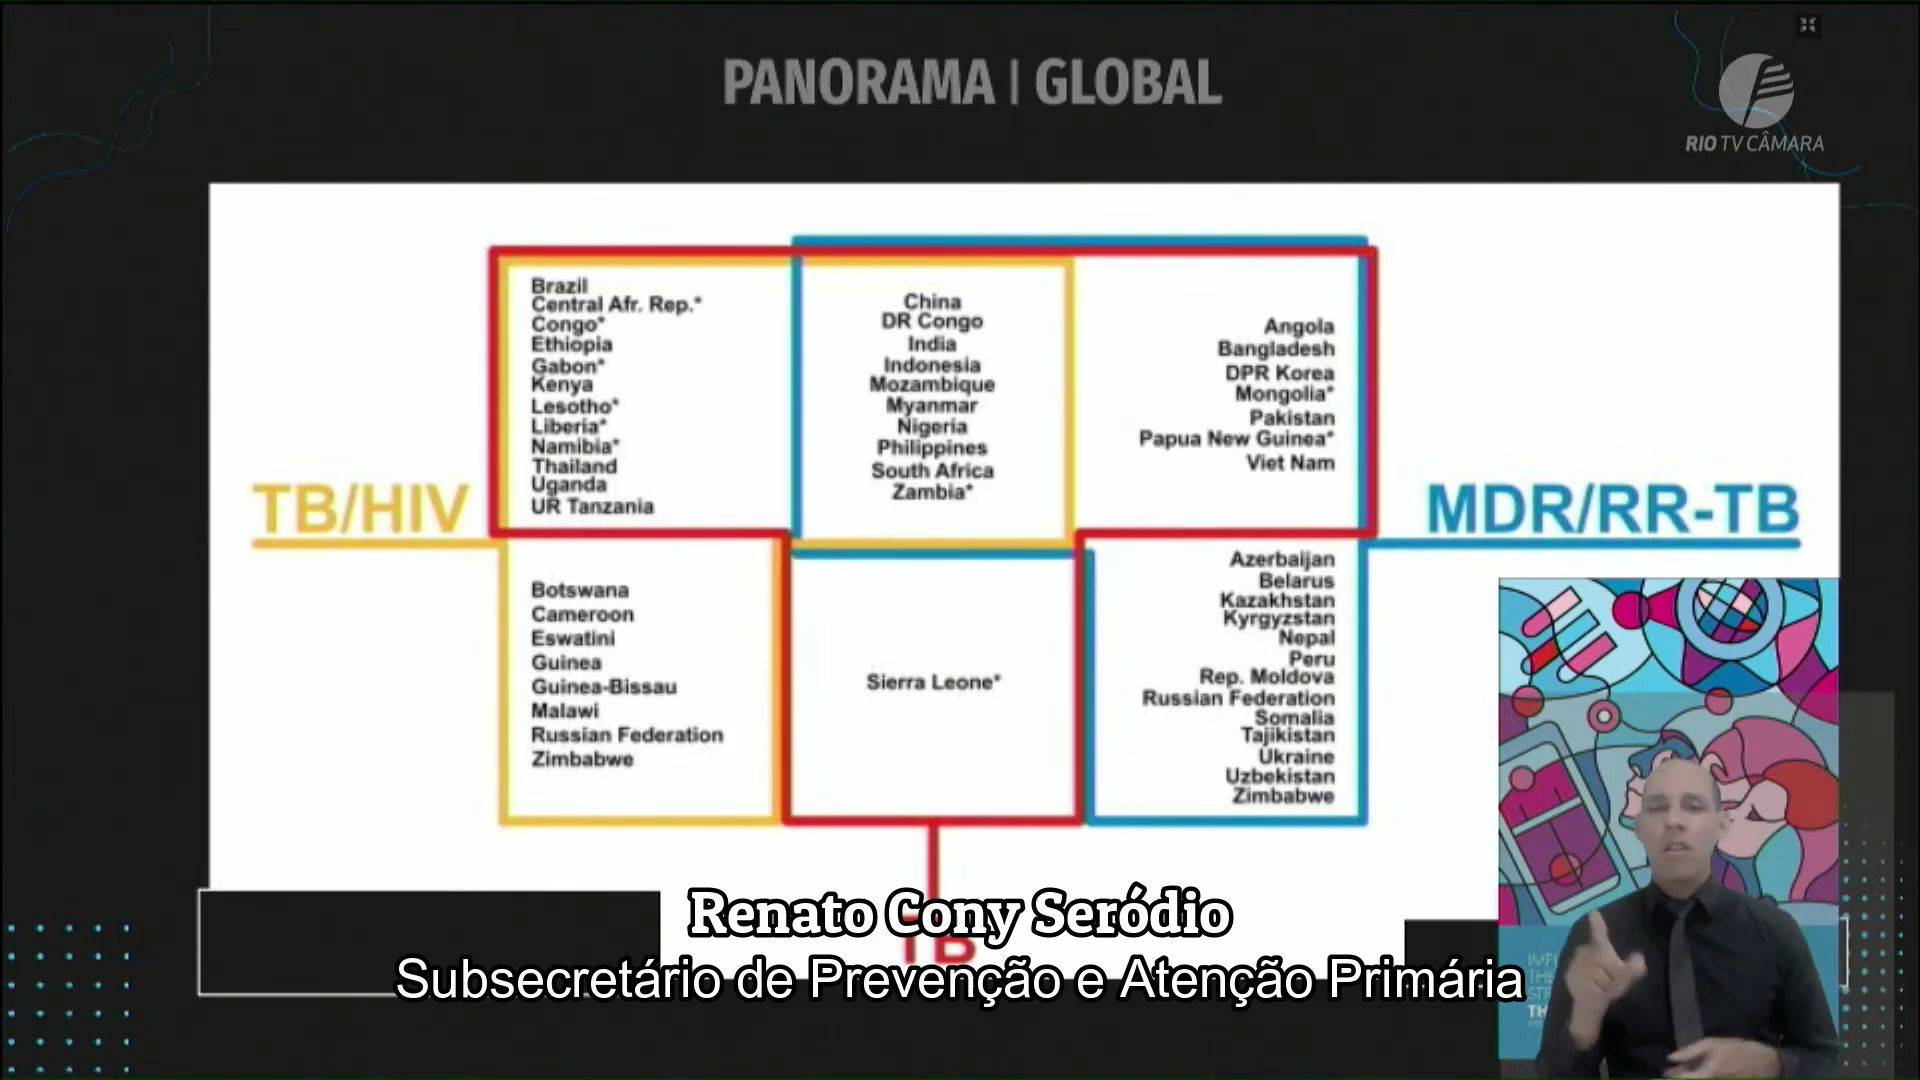 PANORAMA | GLOBAL
RIO TV CÂMARA
TB/HIV
Brazil
Central Afr. Rep.*
Congo*
Ethiopia
Gabon*
Kenya
Lesotho*
Liberia*
Namibia*
Thailand
Uganda
UR Tanzania
China
DR Congo
India
Indonesia
Mozambique
Myanmar
Nigeria
Philippines
South Africa
Zambia*
Angola
Bangladesh
DPR Korea
Mongolia*
Pakistan
Papua New Guinea*
Viet Nam
MDR/RR-TB
Botswana
Cameroon
Eswatini
Guinea
Guinea-Bissau
Malawi
Russian Federation
Zimbabwe
Sierra Leone*
Azerbaijan
Belarus
Kazakhstan
Kyrgyzstan
Nepal
Peru
Rep. Moldova
Russian Federation
Somalia
Tajikistan
Ukraine
Uzbekistan
Zimbabwe
TB
Renato Cony Seródio
Subsecretário de Prevenção e Atenção Primária